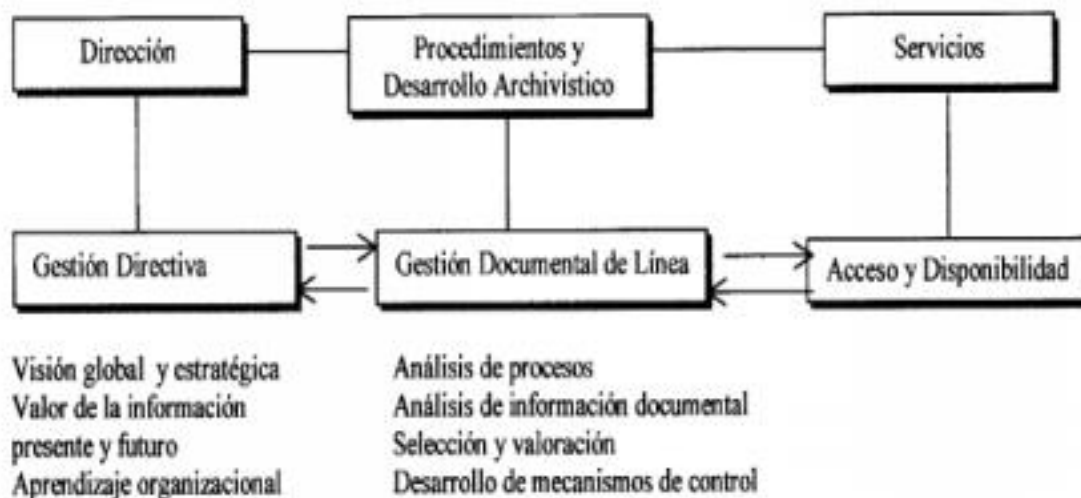 Dirección
Procedimientos y
Desarrollo Archivístico
Servicios
Gestión Directiva
Gestión Documental de Línea
Acceso y Disponibilidad
Visión global y estratégica
Valor de la información
presente y futuro
Aprendizaje organizacional
Análisis de procesos
Análisis de información documental
Selección y valoración
Desarrollo de mecanismos de control